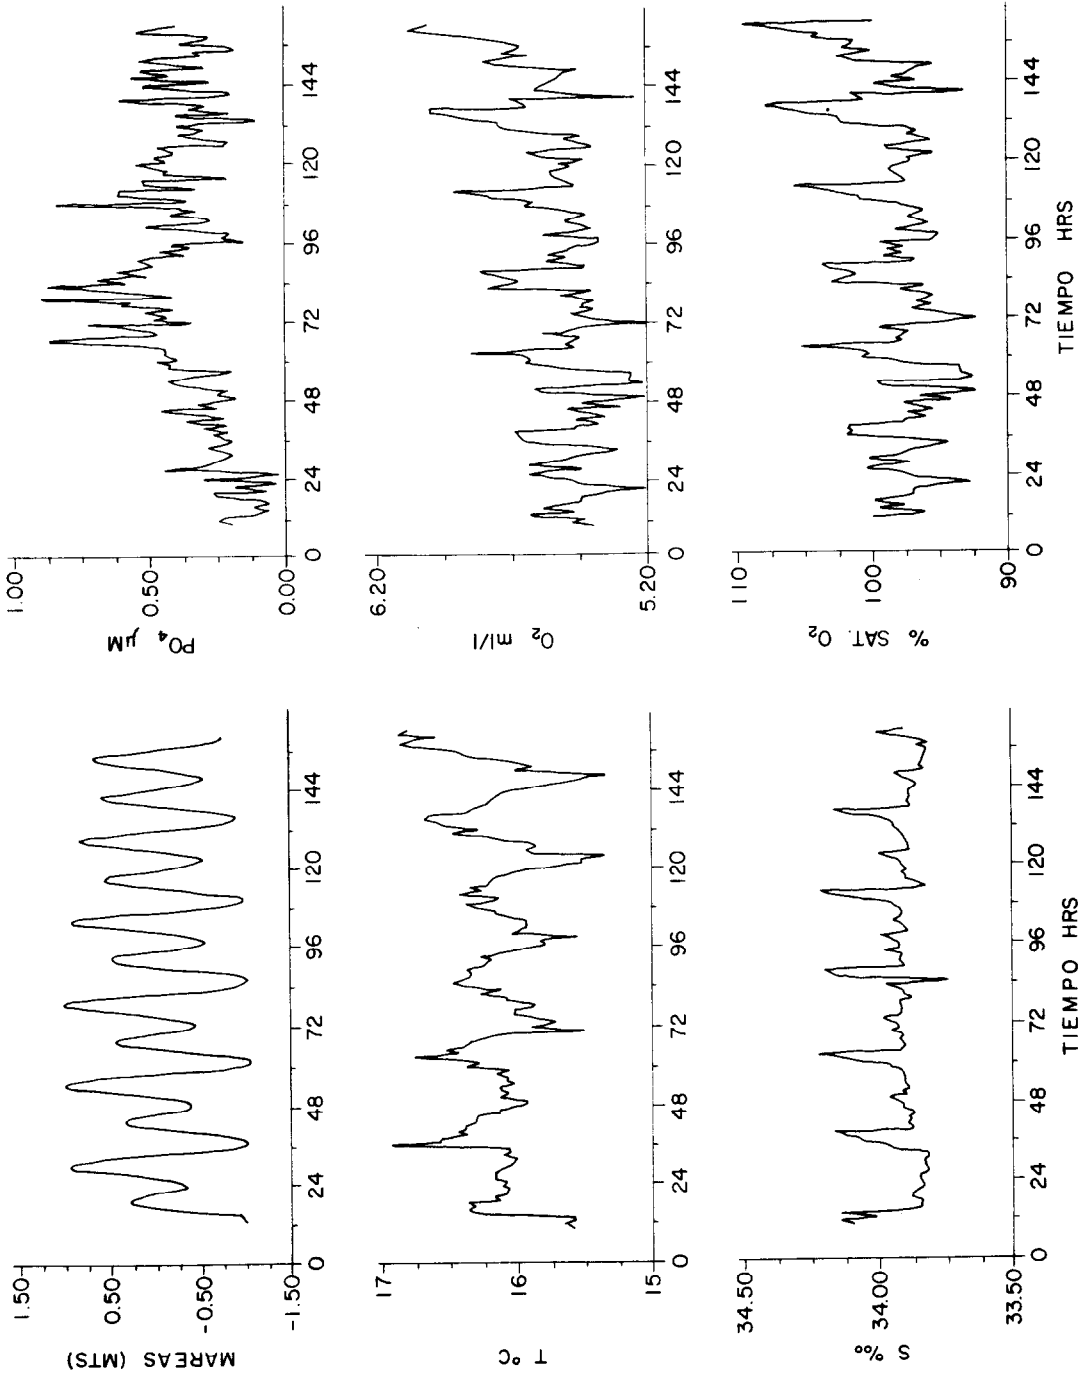 1.50
0.50
-0.50
-1.50
MAREAS (MTS)
0 24 48 72 96 120 144
17
16
15
T °C
0 24 48 72 96 120 144
34.50
34.00
33.50
S ‰
0 24 48 72 96 120 144
TIEMPO HRS
1.00
0.50
0.00
PO4 µM
0 24 48 72 96 120 144
6.20
5.20
O2 ml/l
0 24 48 72 96 120 144
110
100
90
% SAT. O2
0 24 48 72 96 120 144
TIEMPO HRS